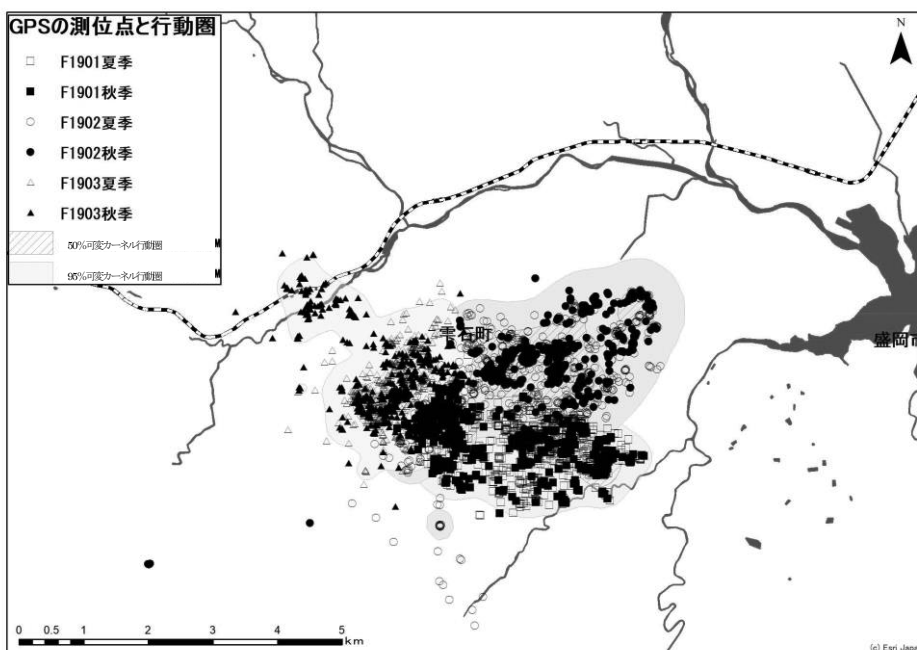 GPSの測位点と行動圏
F1901夏季
F1901秋季
F1902夏季
F1902秋季
F1903夏季
F1903秋季
50%可変カーネル行動圏
M
95%可変カーネル行動圏
M
N
雫石町
盛岡市
0 0.5 1 2 3 4 5
km
(c) Esri Japa